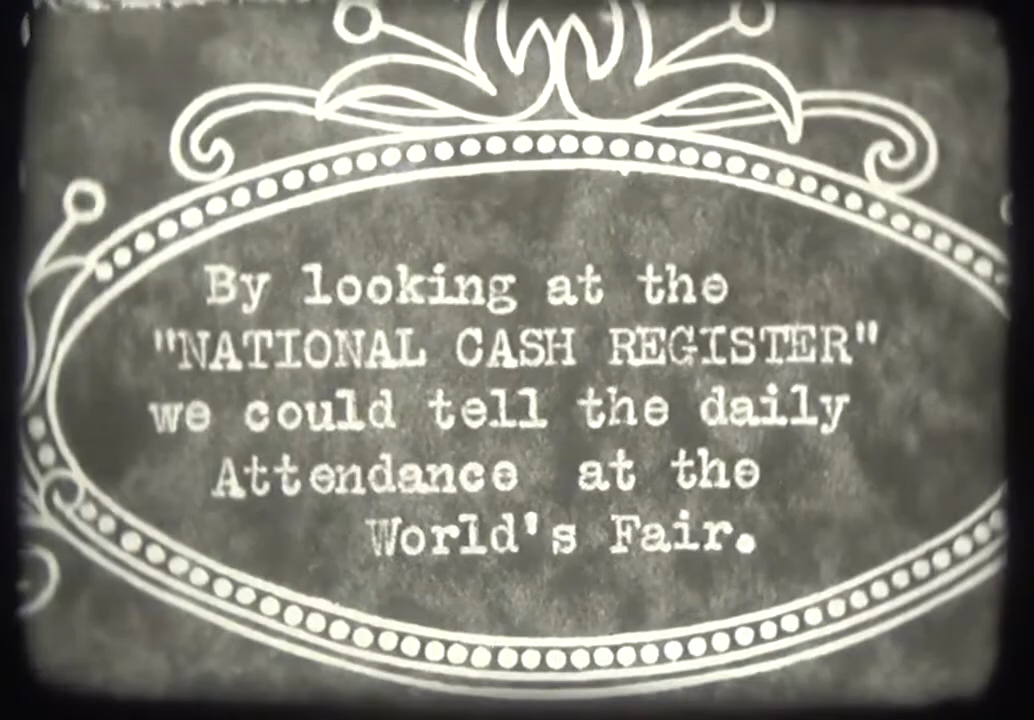 By looking at the
"NATIONAL CASH REGISTER"
we could tell the daily
Attendance at the
World's Fair.